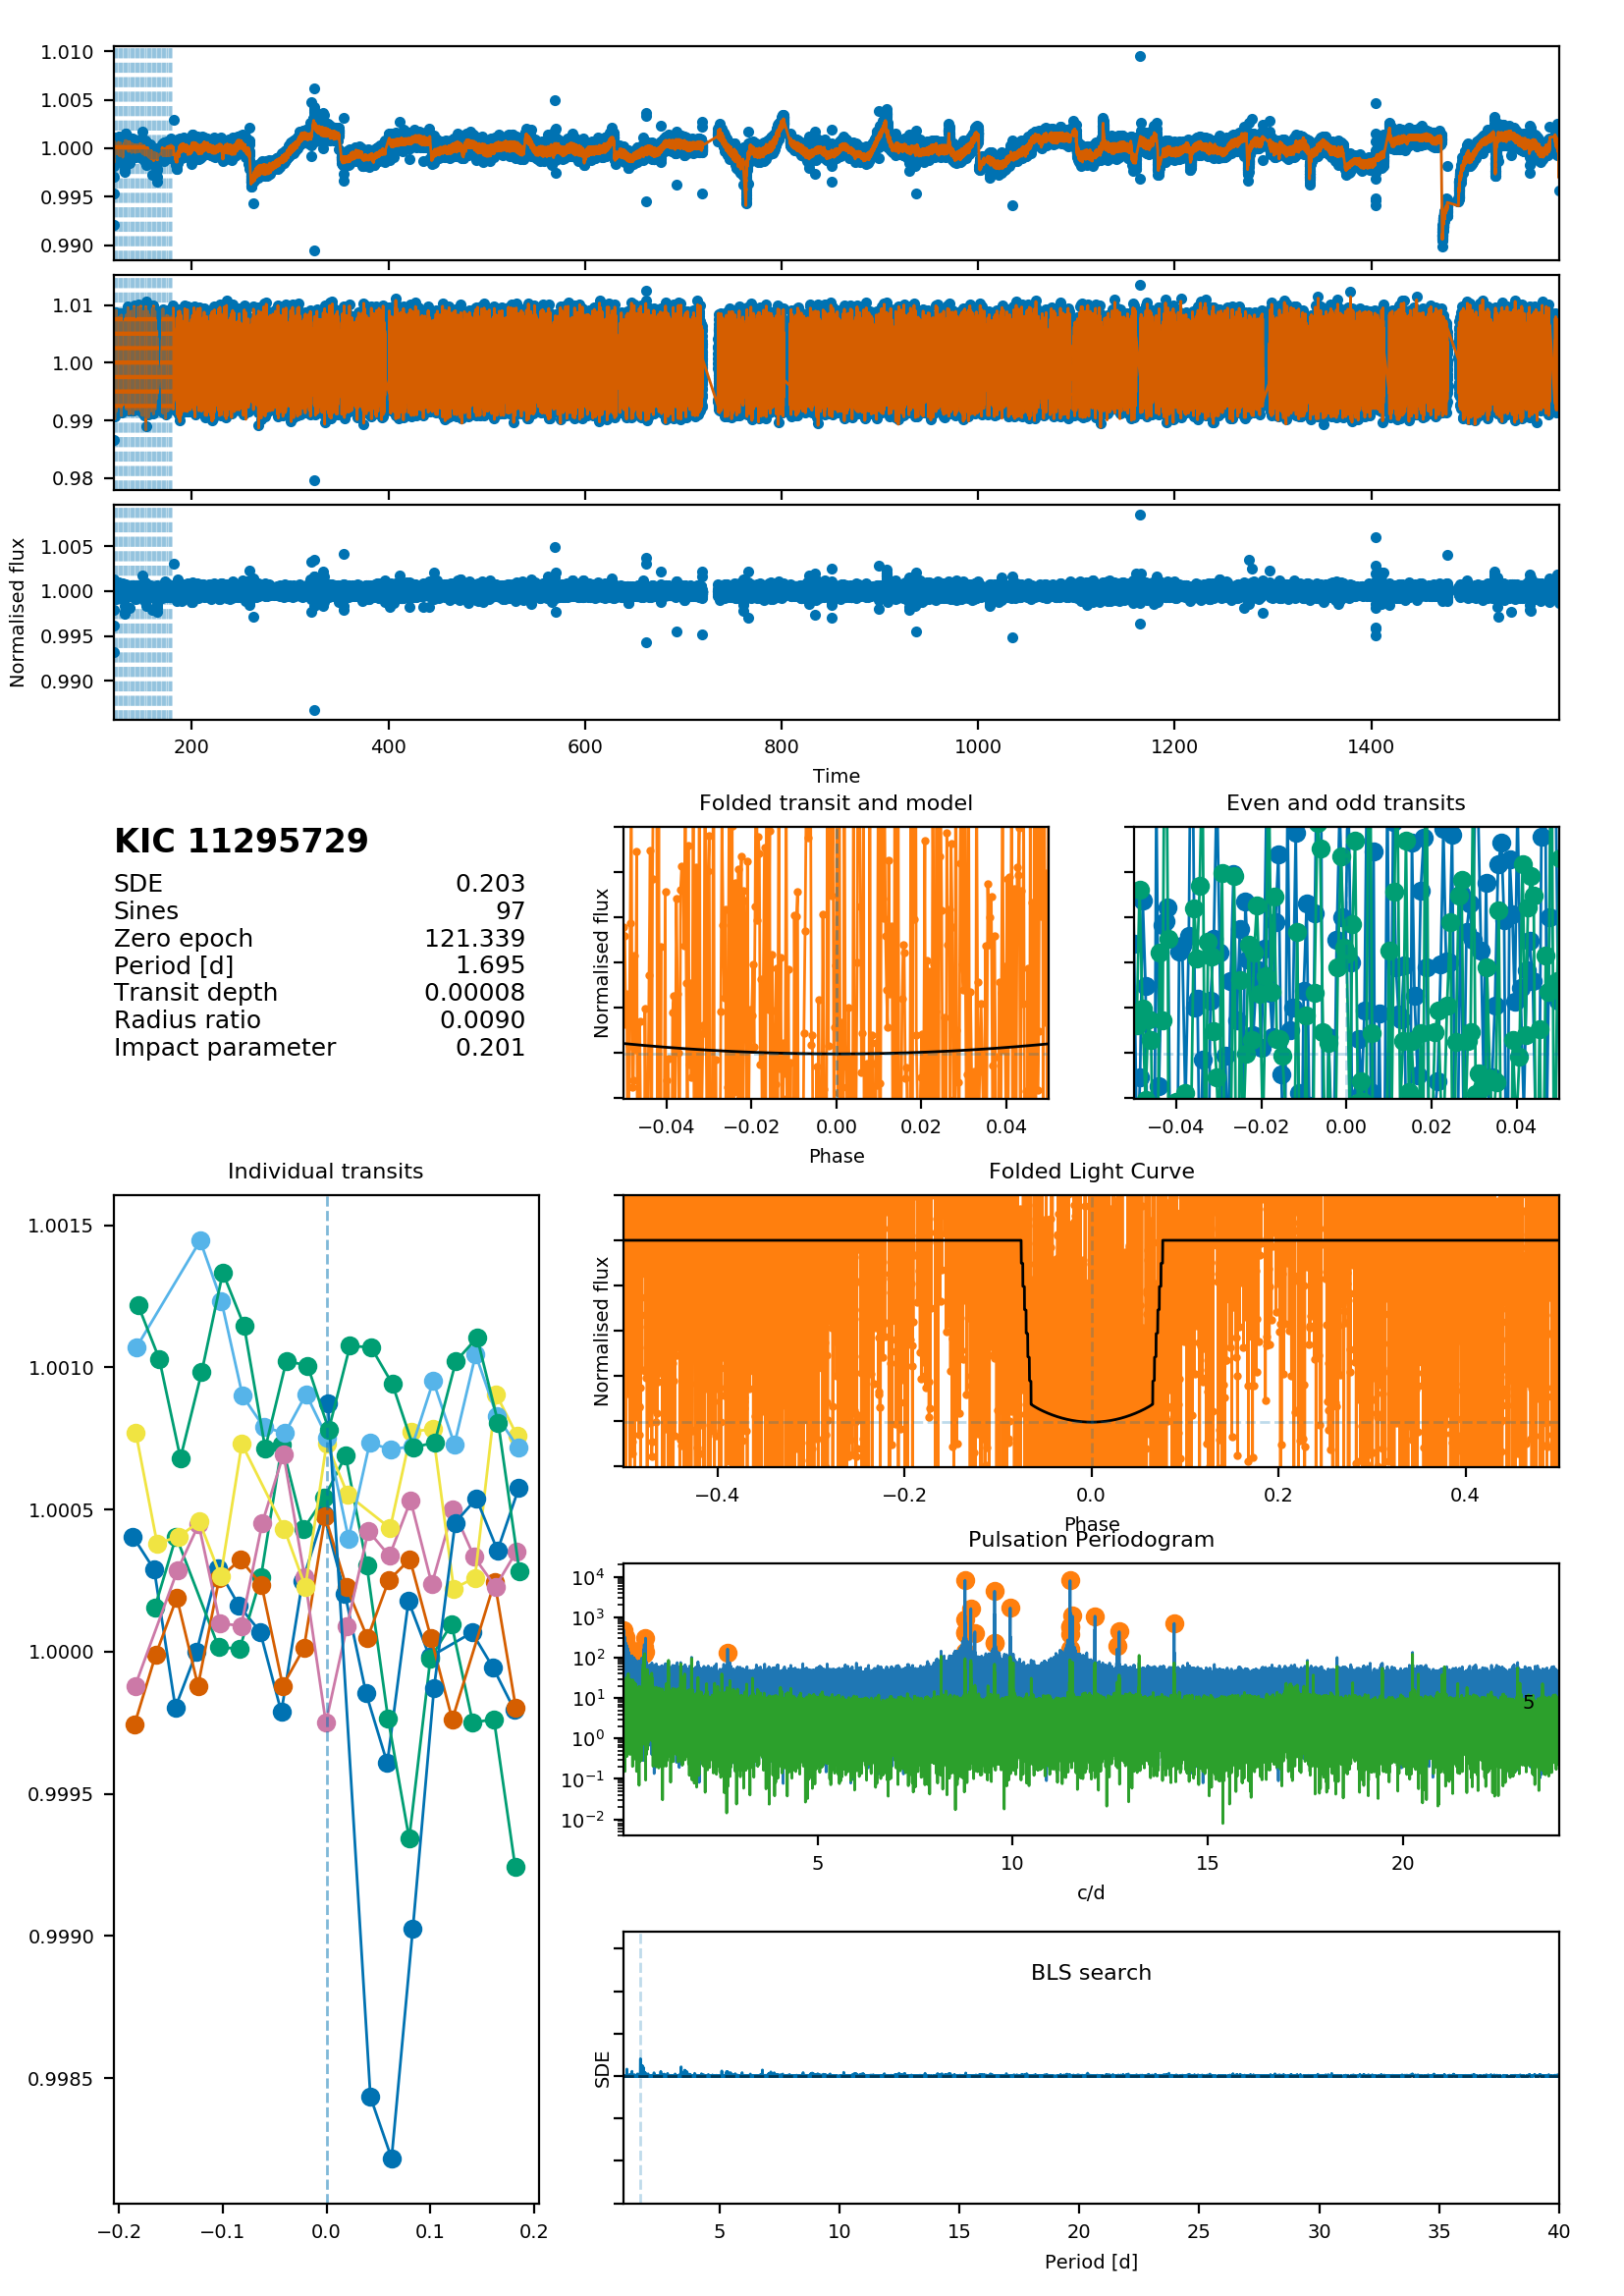 1.010
1.005
1.000
0.995
0.990
1.01
1.00
0.99
0.98
1.005
1.000
0.995
0.990
Normalised flux
200 400 600 800 1000 1200 1400
Time
KIC 11295729
SDE 0.203
Sines 97
Zero epoch 121.339
Period [d] 1.695
Transit depth 0.00008
Radius ratio 0.0090
Impact parameter 0.201
Folded transit and model
Normalised flux
−0.04 −0.02 0.00 0.02 0.04
Phase
Even and odd transits
−0.04 −0.02 0.00 0.02 0.04
Individual transits
1.0015
1.0010
1.0005
1.0000
0.9995
0.9990
0.9985
−0.2 −0.1 0.0 0.1 0.2
Folded Light Curve
Normalised flux
−0.4 −0.2 0.0 0.2 0.4
Phase
Pulsation Periodogram
10⁴
10³
10²
10¹
10⁰
10⁻¹
10⁻²
5
5 10 15 20
c/d
BLS search
SDE
5 10 15 20 25 30 35 40
Period [d]